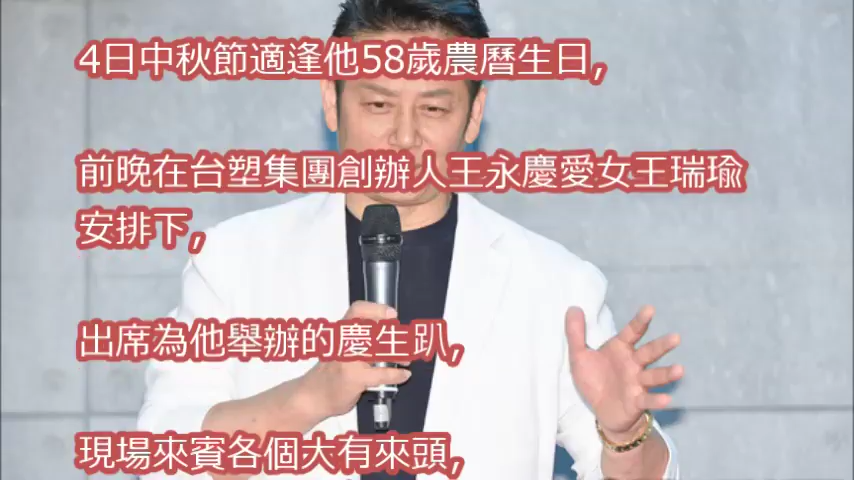 4日中秋節適逢他58歲農曆生日，
前晚在台塑集團創辦人王永慶愛女王瑞瑜
安排下，
出席為他舉辦的慶生趴，
現場來賓各個大有來頭，